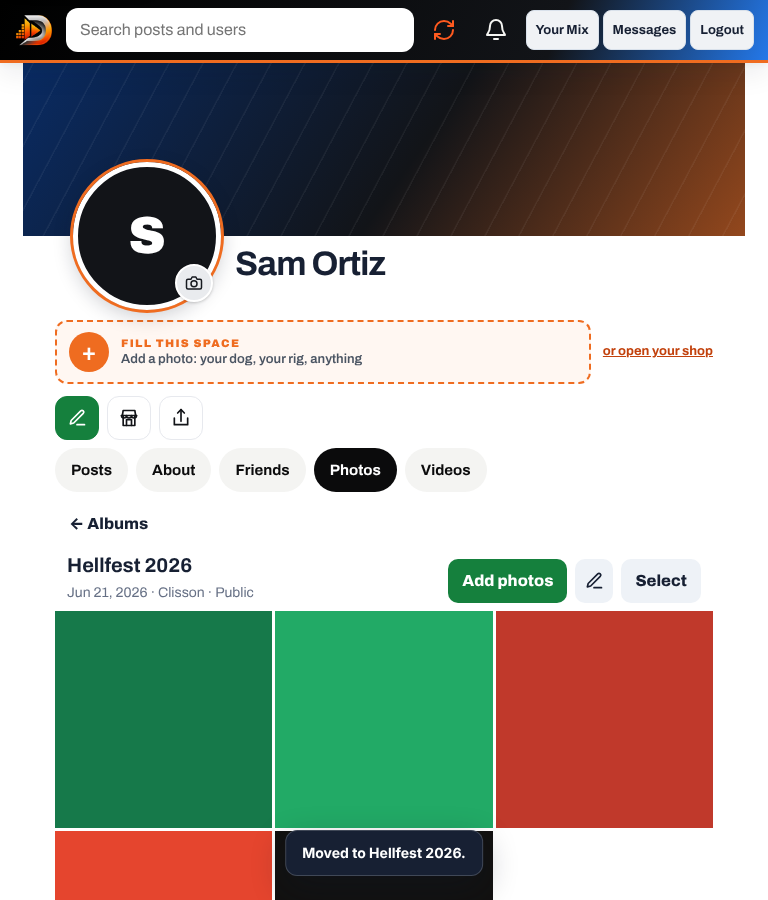 Search posts and users
Your Mix
Messages
Logout
S
Sam Ortiz
+
FILL THIS SPACE
Add a photo: your dog, your rig, anything
or open your shop
Posts
About
Friends
Photos
Videos
← Albums
Hellfest 2026
Jun 21, 2026 · Clisson · Public
Add photos
Select
Moved to Hellfest 2026.